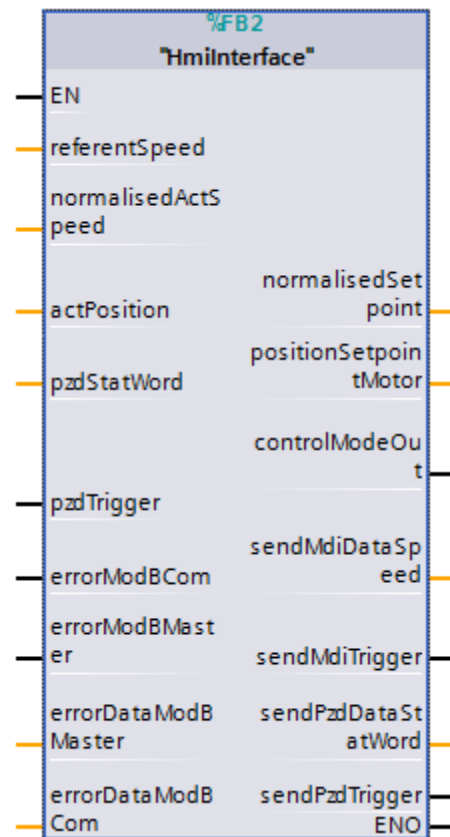 %FB2
"HmiInterface"
EN
referentSpeed
normalisedActS
peed
normalisedSet
point
actPosition
positionSetpoin
tMotor
pzdStatWord
controlModeOu
t
pzdTrigger
sendMdiDataSp
eed
errorModBCom
errorModBMast
er
sendMdiTrigger
errorDataModB
Master
sendPzdDataSt
atWord
errorDataModB
Com
sendPzdTrigger
ENO